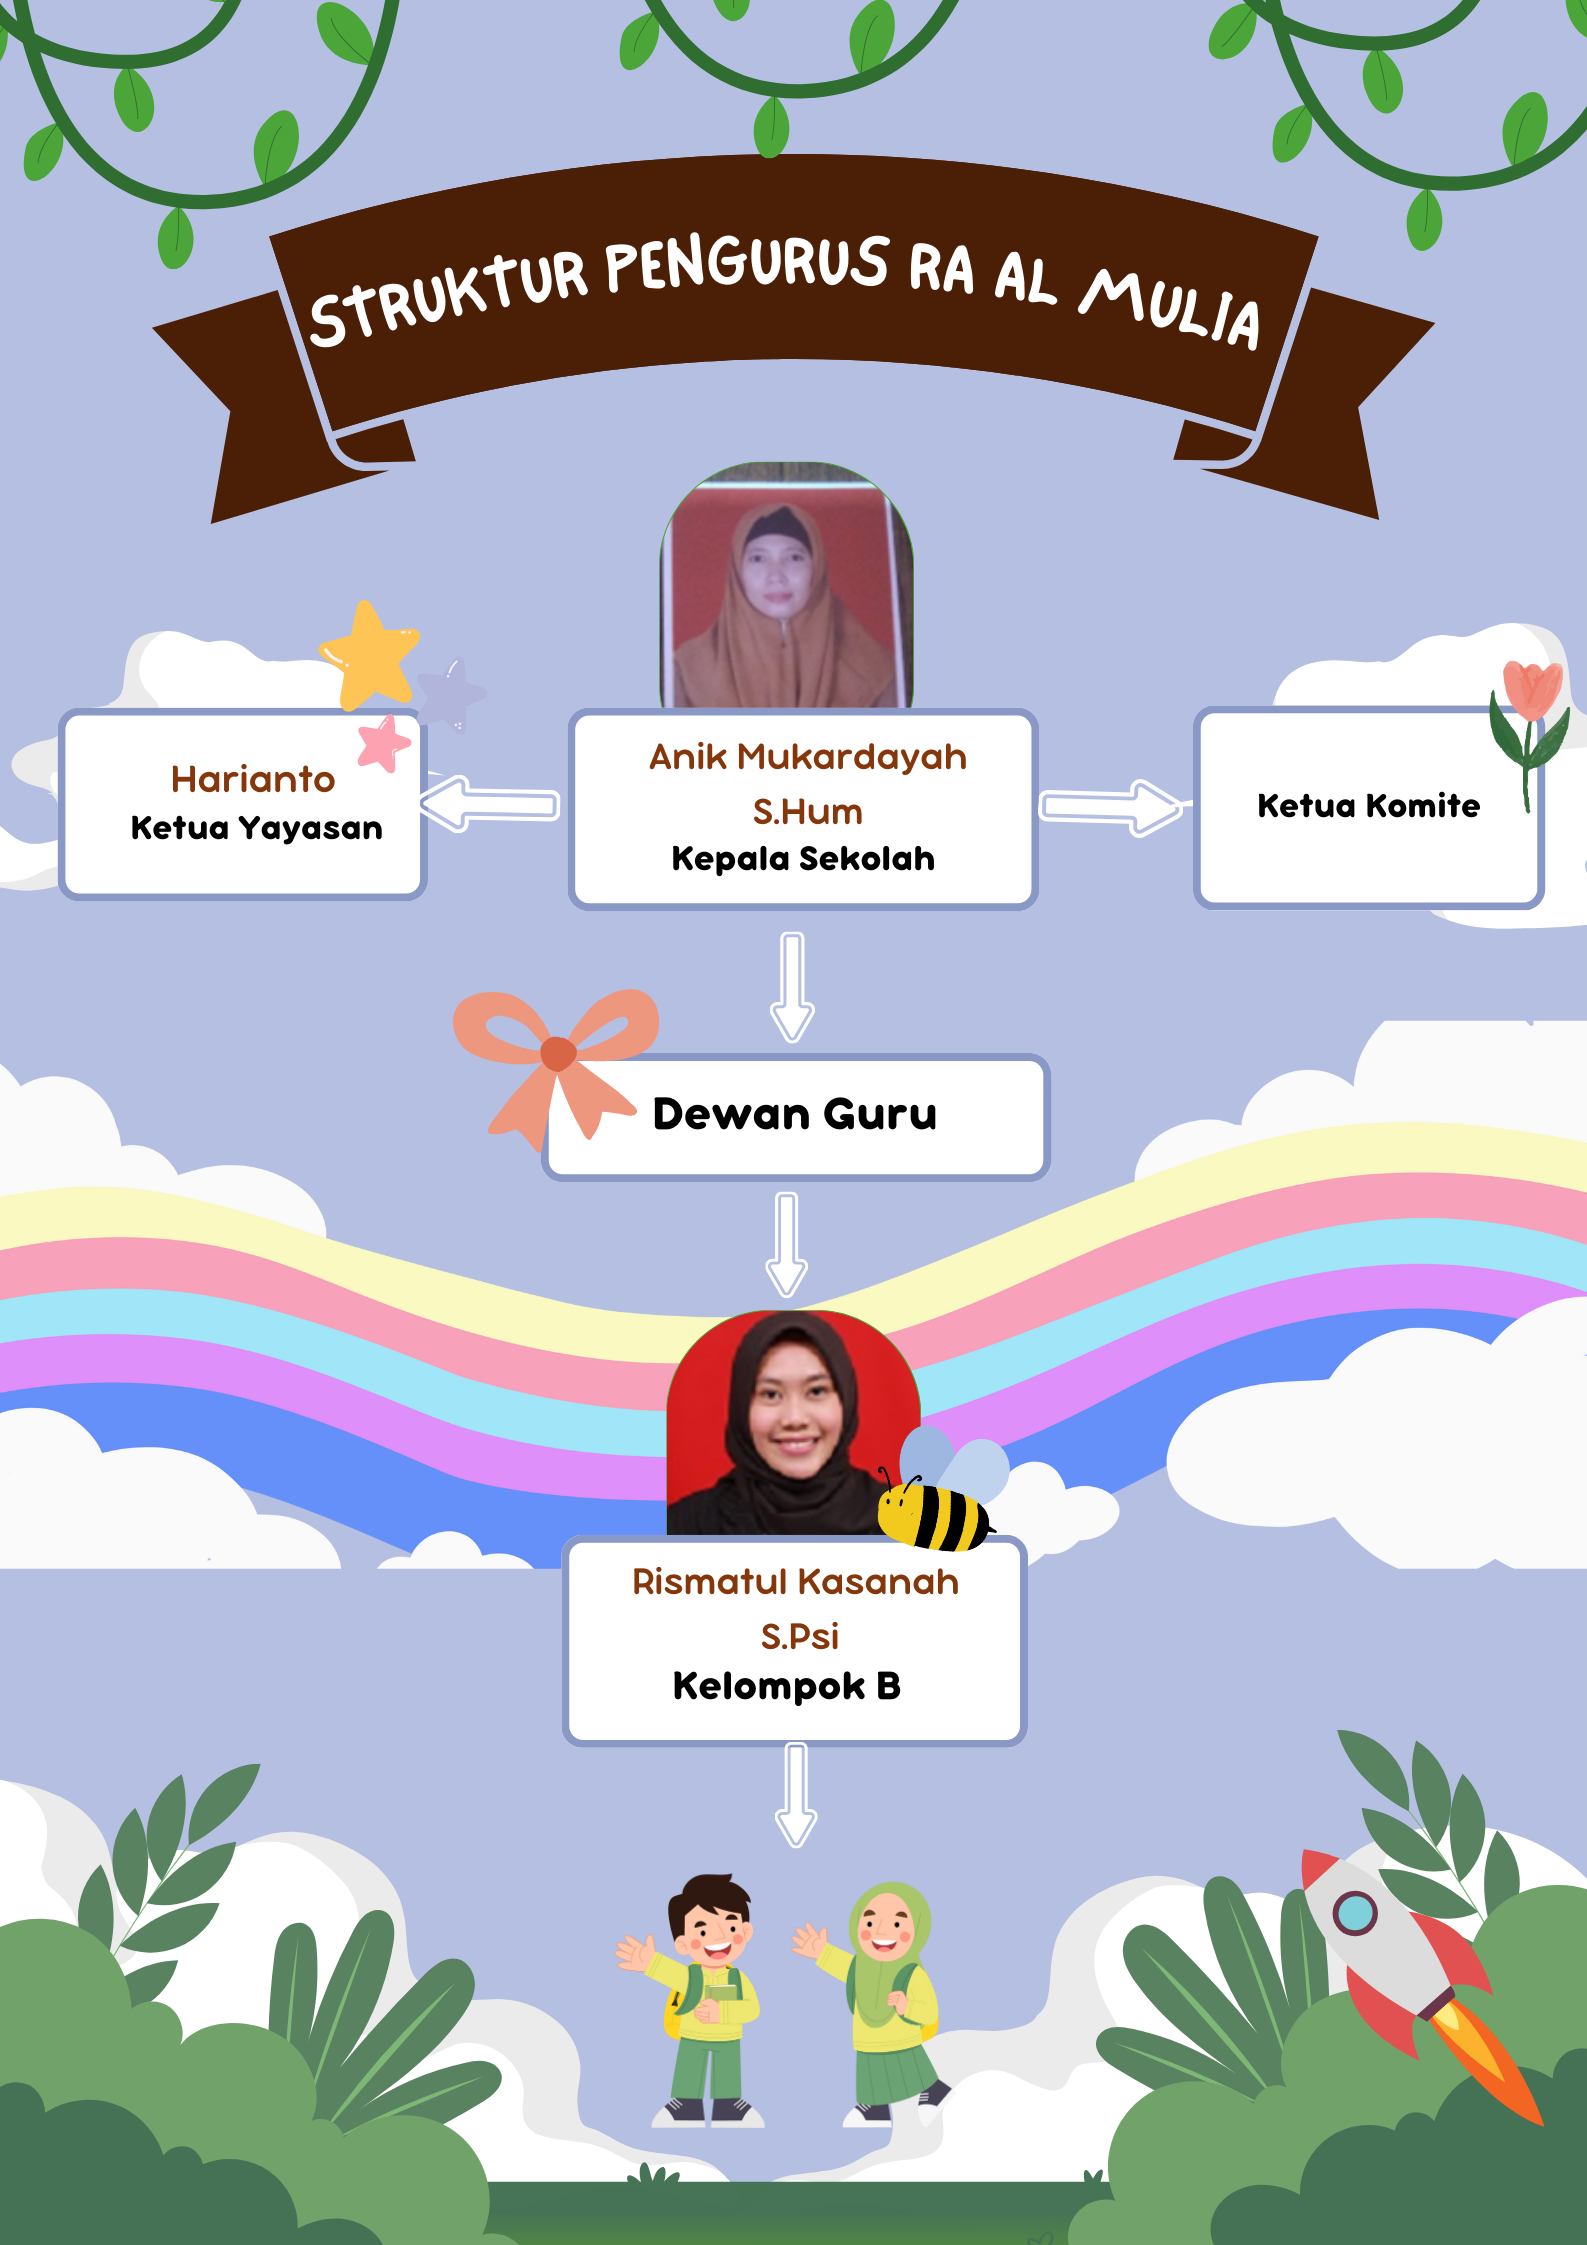 STRUKTUR PENGURUS RA AL MULIA
Harianto
Ketua Yayasan
Anik Mukardayah
S.Hum
Kepala Sekolah
Ketua Komite
Dewan Guru
Rismatul Kasanah
S.Psi
Kelompok B